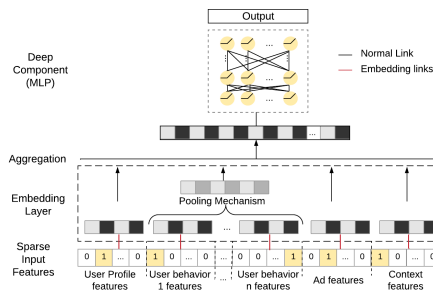 Output
Deep
Component
(MLP)
...
...
Normal Link
Embedding links
...
Aggregation
Pooling Mechanism
Embedding
Layer
...
Sparse
Input
Features
0 1 ... 0
1 0 ... 0
...
0 0 ... 1
0 1 ... 0
1 0 ... 0
User Profile
features
User behavior
1 features
...
User behavior
n features
Ad features
Context
features